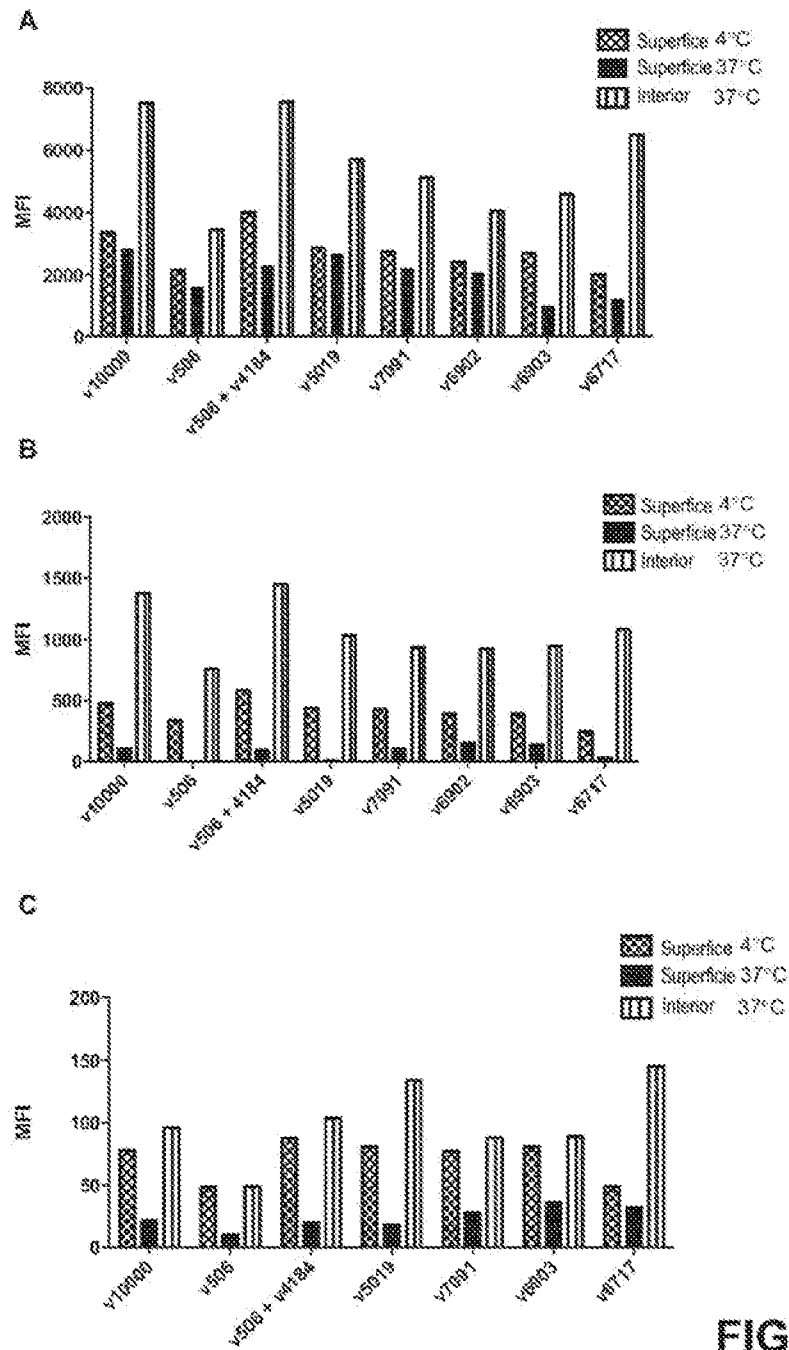 A
Superfice 4°C
Superficie 37°C
Interior 37°C
8000
6000
4000
2000
0
MFI
v10000
v506
v506 + v4184
v5019
v7091
v6902
v6903
v6717
B
Superfice 4°C
Superficie 37°C
Interior 37°C
2000
1500
1000
500
0
MFI
v10000
v506
v506 + 4184
v5019
v7091
v6902
v6903
v6717
C
Superfice 4°C
Superficie 37°C
Interior 37°C
200
150
100
50
0
MFI
v10000
v506
v506 + v4184
v5019
v7091
v6903
v6717
FIG